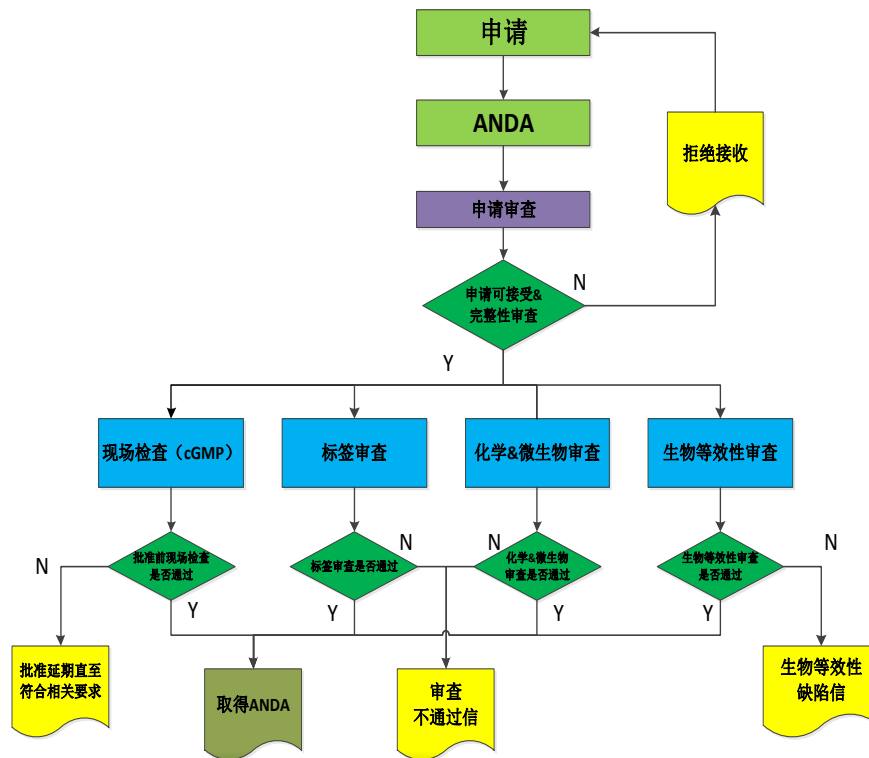 申请
ANDA
拒绝接收
申请审查
申请可接受&
完整性审查
N
Y
现场检查（cGMP）
标签审查
化学&微生物审查
生物等效性审查
N
批准前现场检查
是否通过
Y
标签审查是否通过
N
Y
N
化学&微生物
审查是否通过
Y
生物等效性审查
是否通过
N
Y
批准延期直至
符合相关要求
取得ANDA
审查
不通过信
生物等效性
缺陷信